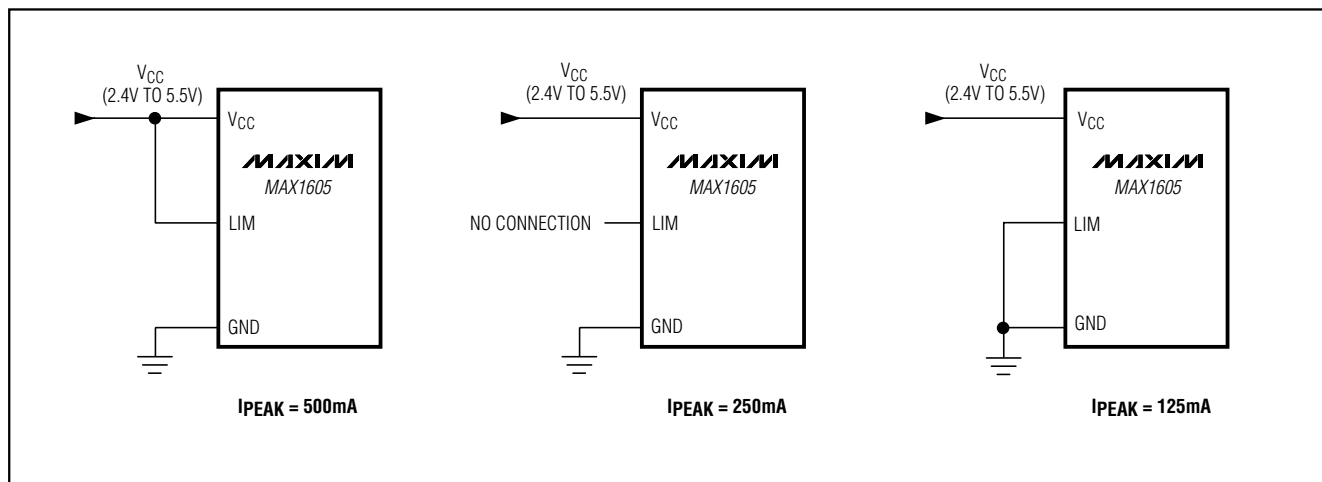 VCC
(2.4V TO 5.5V)
VCC
MAXIM
MAX1605
LIM
GND
IPEAK = 500mA
VCC
(2.4V TO 5.5V)
VCC
MAXIM
MAX1605
NO CONNECTION
LIM
GND
IPEAK = 250mA
VCC
(2.4V TO 5.5V)
VCC
MAXIM
MAX1605
LIM
GND
IPEAK = 125mA